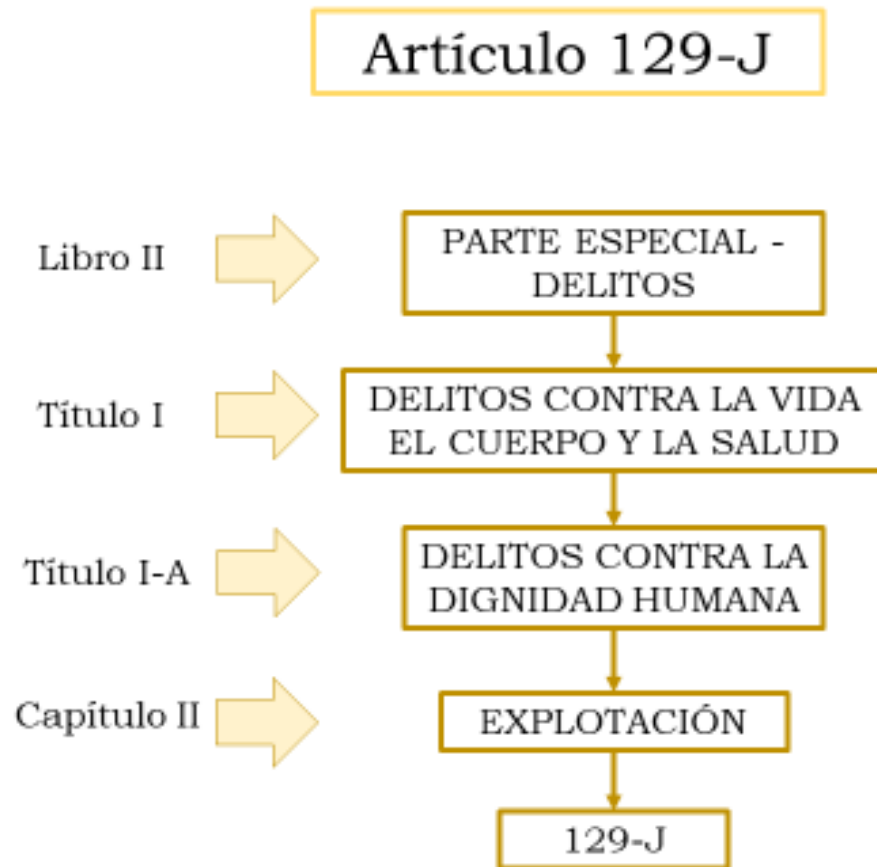 Artículo 129-J
Libro II
PARTE ESPECIAL -
DELITOS
Título I
DELITOS CONTRA LA VIDA
EL CUERPO Y LA SALUD
Título I-A
DELITOS CONTRA LA
DIGNIDAD HUMANA
Capítulo II
EXPLOTACIÓN
129-J